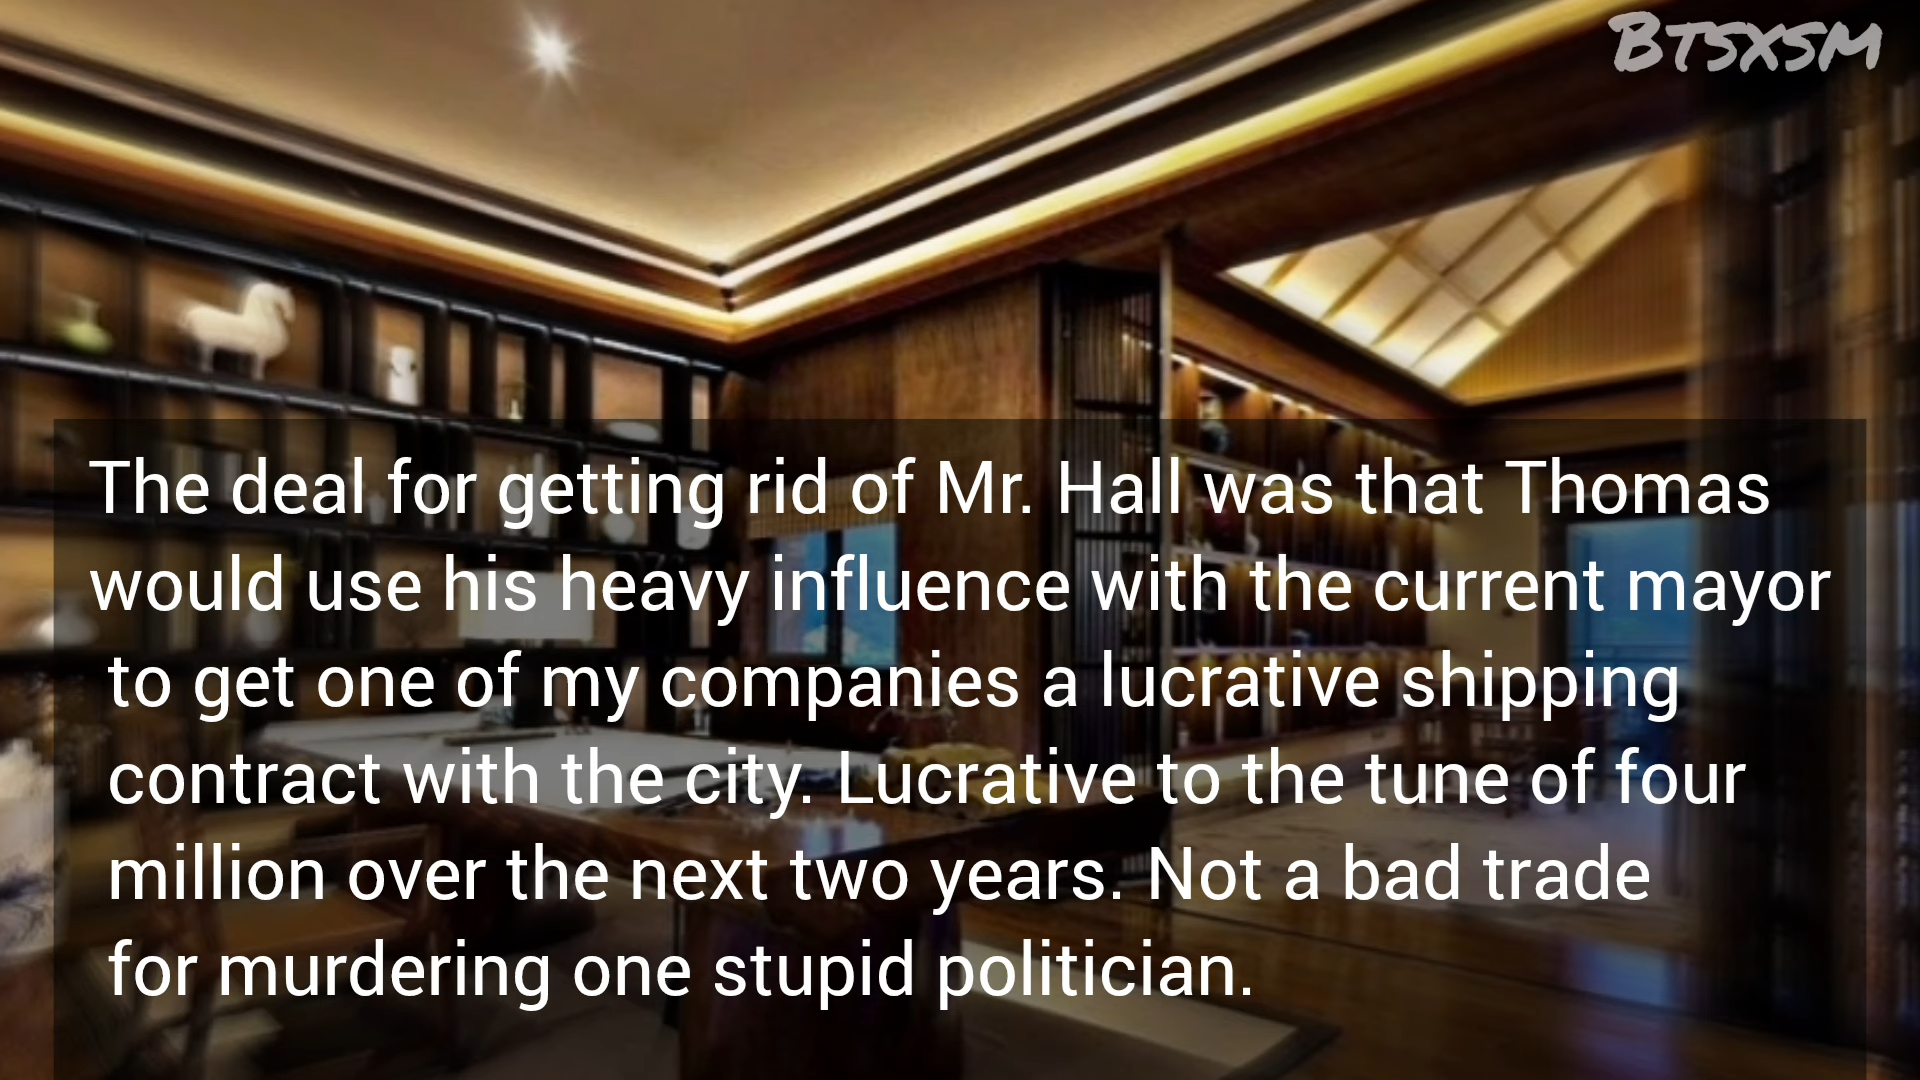 BTSXSM
The deal for getting rid of Mr. Hall was that Thomas
would use his heavy influence with the current mayor
to get one of my companies a lucrative shipping
contract with the city. Lucrative to the tune of four
million over the next two years. Not a bad trade
for murdering one stupid politician.